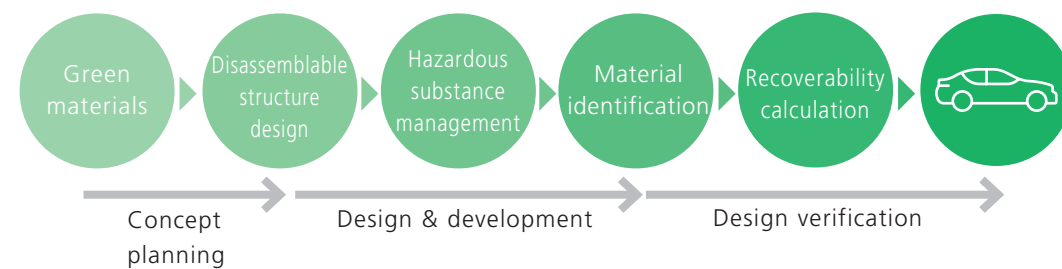 Green
materials
Disassemblable
structure
design
Hazardous
substance
management
Material
identification
Recoverability
calculation
Concept
planning
Design & development
Design verification